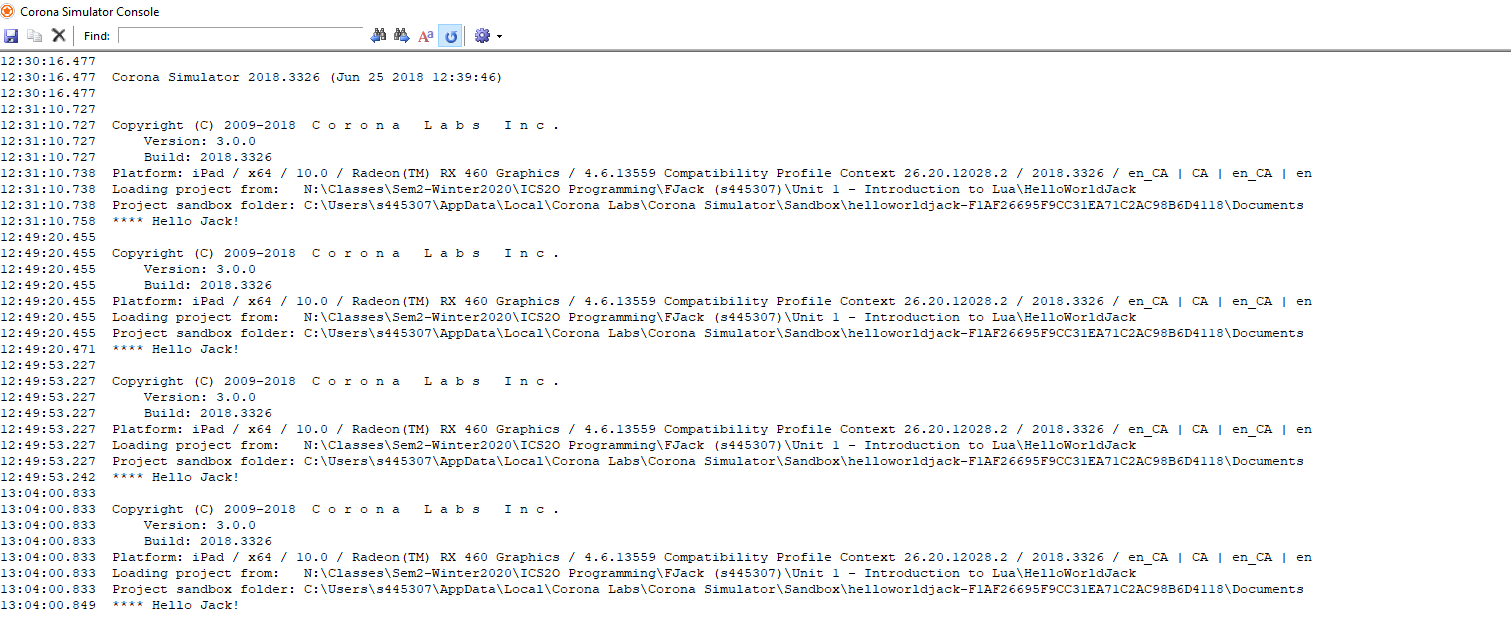 Corona Simulator Console
Find:
12:30:16.477
12:30:16.477  Corona Simulator 2018.3326 (Jun 25 2018 12:39:46)
12:30:16.477
12:31:10.727
12:31:10.727  Copyright (C) 2009-2018  C o r o n a   L a b s   I n c .
12:31:10.727      Version: 3.0.0
12:31:10.727      Build: 2018.3326
12:31:10.738  Platform: iPad / x64 / 10.0 / Radeon(TM) RX 460 Graphics / 4.6.13559 Compatibility Profile Context 26.20.12028.2 / 2018.3326 / en_CA | CA | en_CA | en
12:31:10.738  Loading project from:   N:\Classes\Sem2-Winter2020\ICS2O Programming\FJack (s445307)\Unit 1 - Introduction to Lua\HelloWorldJack
12:31:10.738  Project sandbox folder: C:\Users\s445307\AppData\Local\Corona Labs\Corona Simulator\Sandbox\helloworldjack-F1AF26695F9CC31EA71C2AC98B6D4118\Documents
12:31:10.758  **** Hello Jack!
12:49:20.455
12:49:20.455  Copyright (C) 2009-2018  C o r o n a   L a b s   I n c .
12:49:20.455      Version: 3.0.0
12:49:20.455      Build: 2018.3326
12:49:20.455  Platform: iPad / x64 / 10.0 / Radeon(TM) RX 460 Graphics / 4.6.13559 Compatibility Profile Context 26.20.12028.2 / 2018.3326 / en_CA | CA | en_CA | en
12:49:20.455  Loading project from:   N:\Classes\Sem2-Winter2020\ICS2O Programming\FJack (s445307)\Unit 1 - Introduction to Lua\HelloWorldJack
12:49:20.455  Project sandbox folder: C:\Users\s445307\AppData\Local\Corona Labs\Corona Simulator\Sandbox\helloworldjack-F1AF26695F9CC31EA71C2AC98B6D4118\Documents
12:49:20.471  **** Hello Jack!
12:49:53.227
12:49:53.227  Copyright (C) 2009-2018  C o r o n a   L a b s   I n c .
12:49:53.227      Version: 3.0.0
12:49:53.227      Build: 2018.3326
12:49:53.227  Platform: iPad / x64 / 10.0 / Radeon(TM) RX 460 Graphics / 4.6.13559 Compatibility Profile Context 26.20.12028.2 / 2018.3326 / en_CA | CA | en_CA | en
12:49:53.227  Loading project from:   N:\Classes\Sem2-Winter2020\ICS2O Programming\FJack (s445307)\Unit 1 - Introduction to Lua\HelloWorldJack
12:49:53.227  Project sandbox folder: C:\Users\s445307\AppData\Local\Corona Labs\Corona Simulator\Sandbox\helloworldjack-F1AF26695F9CC31EA71C2AC98B6D4118\Documents
12:49:53.242  **** Hello Jack!
13:04:00.833
13:04:00.833  Copyright (C) 2009-2018  C o r o n a   L a b s   I n c .
13:04:00.833      Version: 3.0.0
13:04:00.833      Build: 2018.3326
13:04:00.833  Platform: iPad / x64 / 10.0 / Radeon(TM) RX 460 Graphics / 4.6.13559 Compatibility Profile Context 26.20.12028.2 / 2018.3326 / en_CA | CA | en_CA | en
13:04:00.833  Loading project from:   N:\Classes\Sem2-Winter2020\ICS2O Programming\FJack (s445307)\Unit 1 - Introduction to Lua\HelloWorldJack
13:04:00.833  Project sandbox folder: C:\Users\s445307\AppData\Local\Corona Labs\Corona Simulator\Sandbox\helloworldjack-F1AF26695F9CC31EA71C2AC98B6D4118\Documents
13:04:00.849  **** Hello Jack!